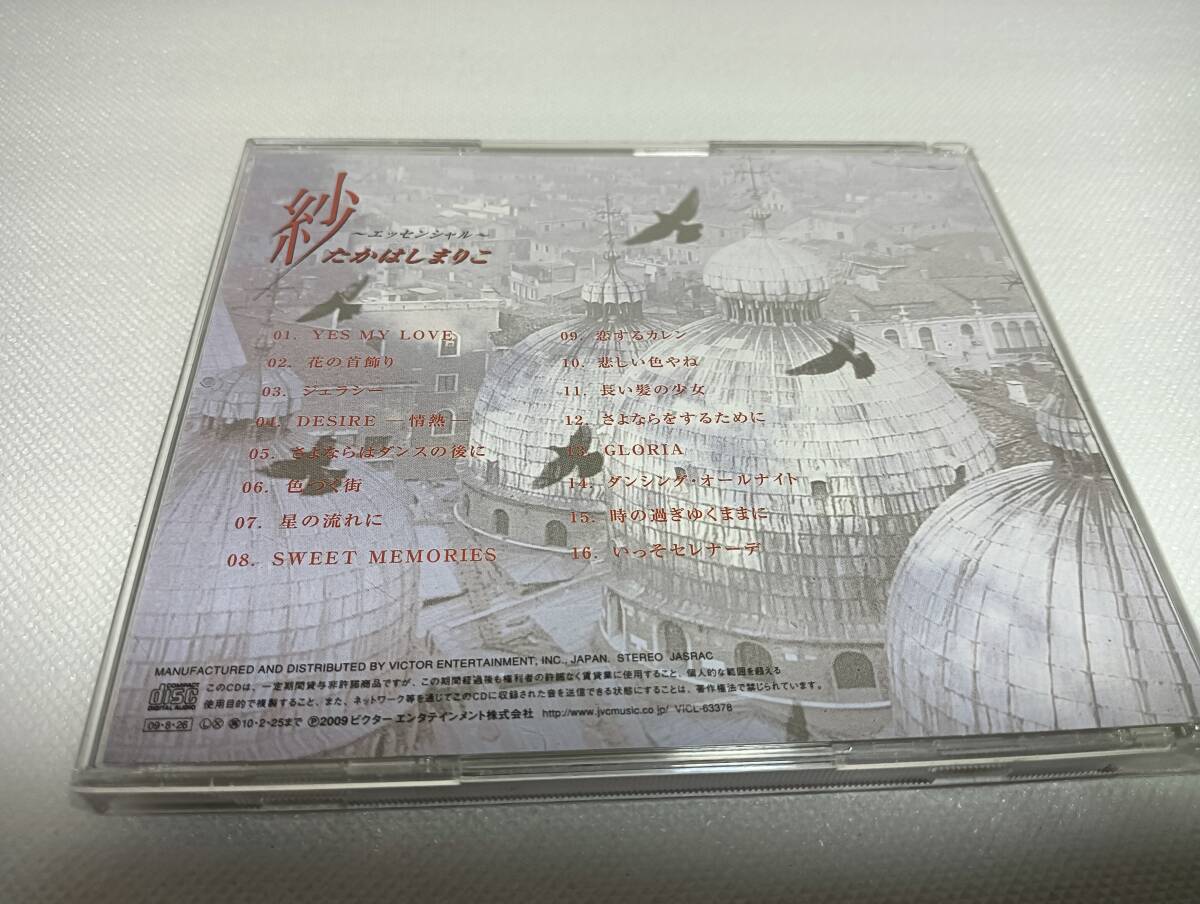 紗
～エッセンシャル～
たかはしまりこ
01. YES MY LOVE
02. 花の首飾り
03. ジェラシー
04. DESIRE ―情熱―
05. さよならはダンスの後に
06. 色づく街
07. 星の流れに
08. SWEET MEMORIES
09. 恋するカレン
10. 悲しい色やね
11. 長い髪の少女
12. さよならをするために
13. GLORIA
14. ダンシング・オールナイト
15. 時の過ぎゆくままに
16. いっそセレナーデ
MANUFACTURED AND DISTRIBUTED BY VICTOR ENTERTAINMENT, INC., JAPAN. STEREO JASRAC
COMPACT disc DIGITAL AUDIO
このCDは、一定期間貸与非許諾商品ですが、この期間経過後も権利者の許諾なく賃貸業に使用すること、個人的な範囲を超える
使用目的で複製すること、また、ネットワーク等を通じてこのCDに収録された音を送信できる状態にすることは、著作権法で禁じられています。
09・8・26 Ⓛ Ⓧ 10・2・25まで Ⓟ2009ビクターエンタテインメント株式会社 http://www.jvcmusic.co.jp/ VICL-63378